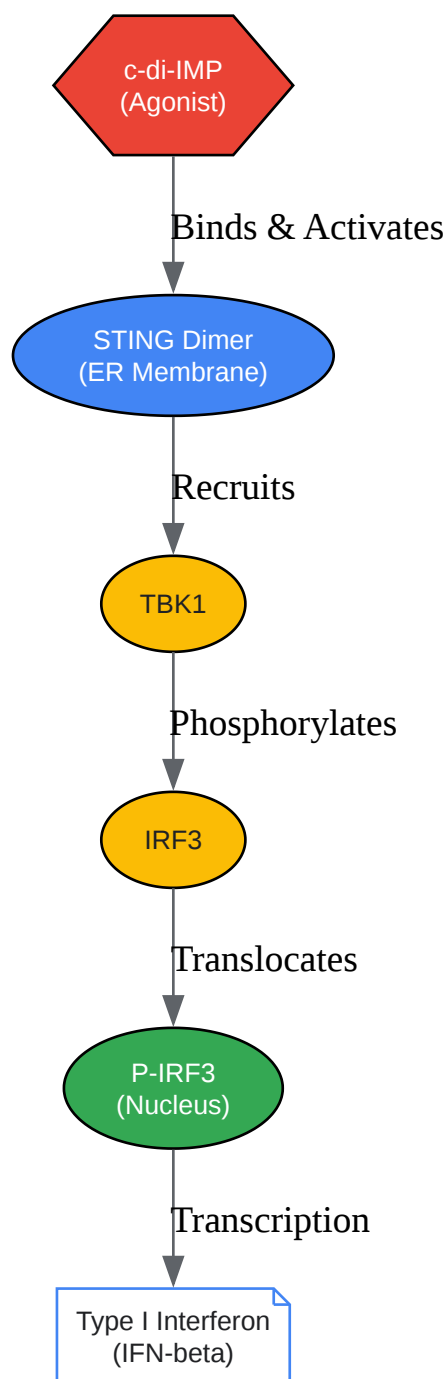 c-di-IMP
(Agonist)
Binds & Activates
STING Dimer
(ER Membrane)
Recruits
TBK1
Phosphorylates
IRF3
Translocates
P-IRF3
(Nucleus)
Transcription
Type I Interferon
(IFN-beta)